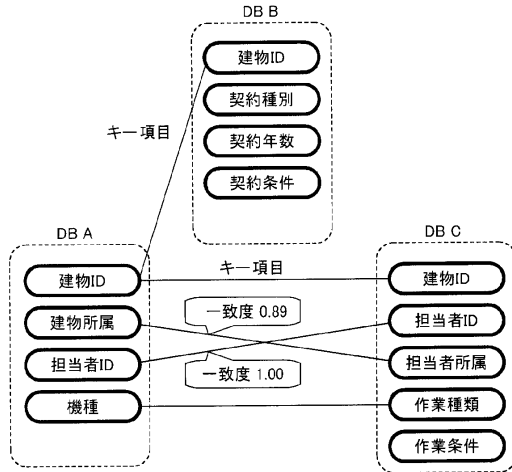 DB B
建物ID
契約種別
契約年数
契約条件
キー項目
DB A
建物ID
建物所属
担当者ID
機種
キー項目
一致度 0.89
一致度 1.00
DB C
建物ID
担当者ID
担当者所属
作業種類
作業条件